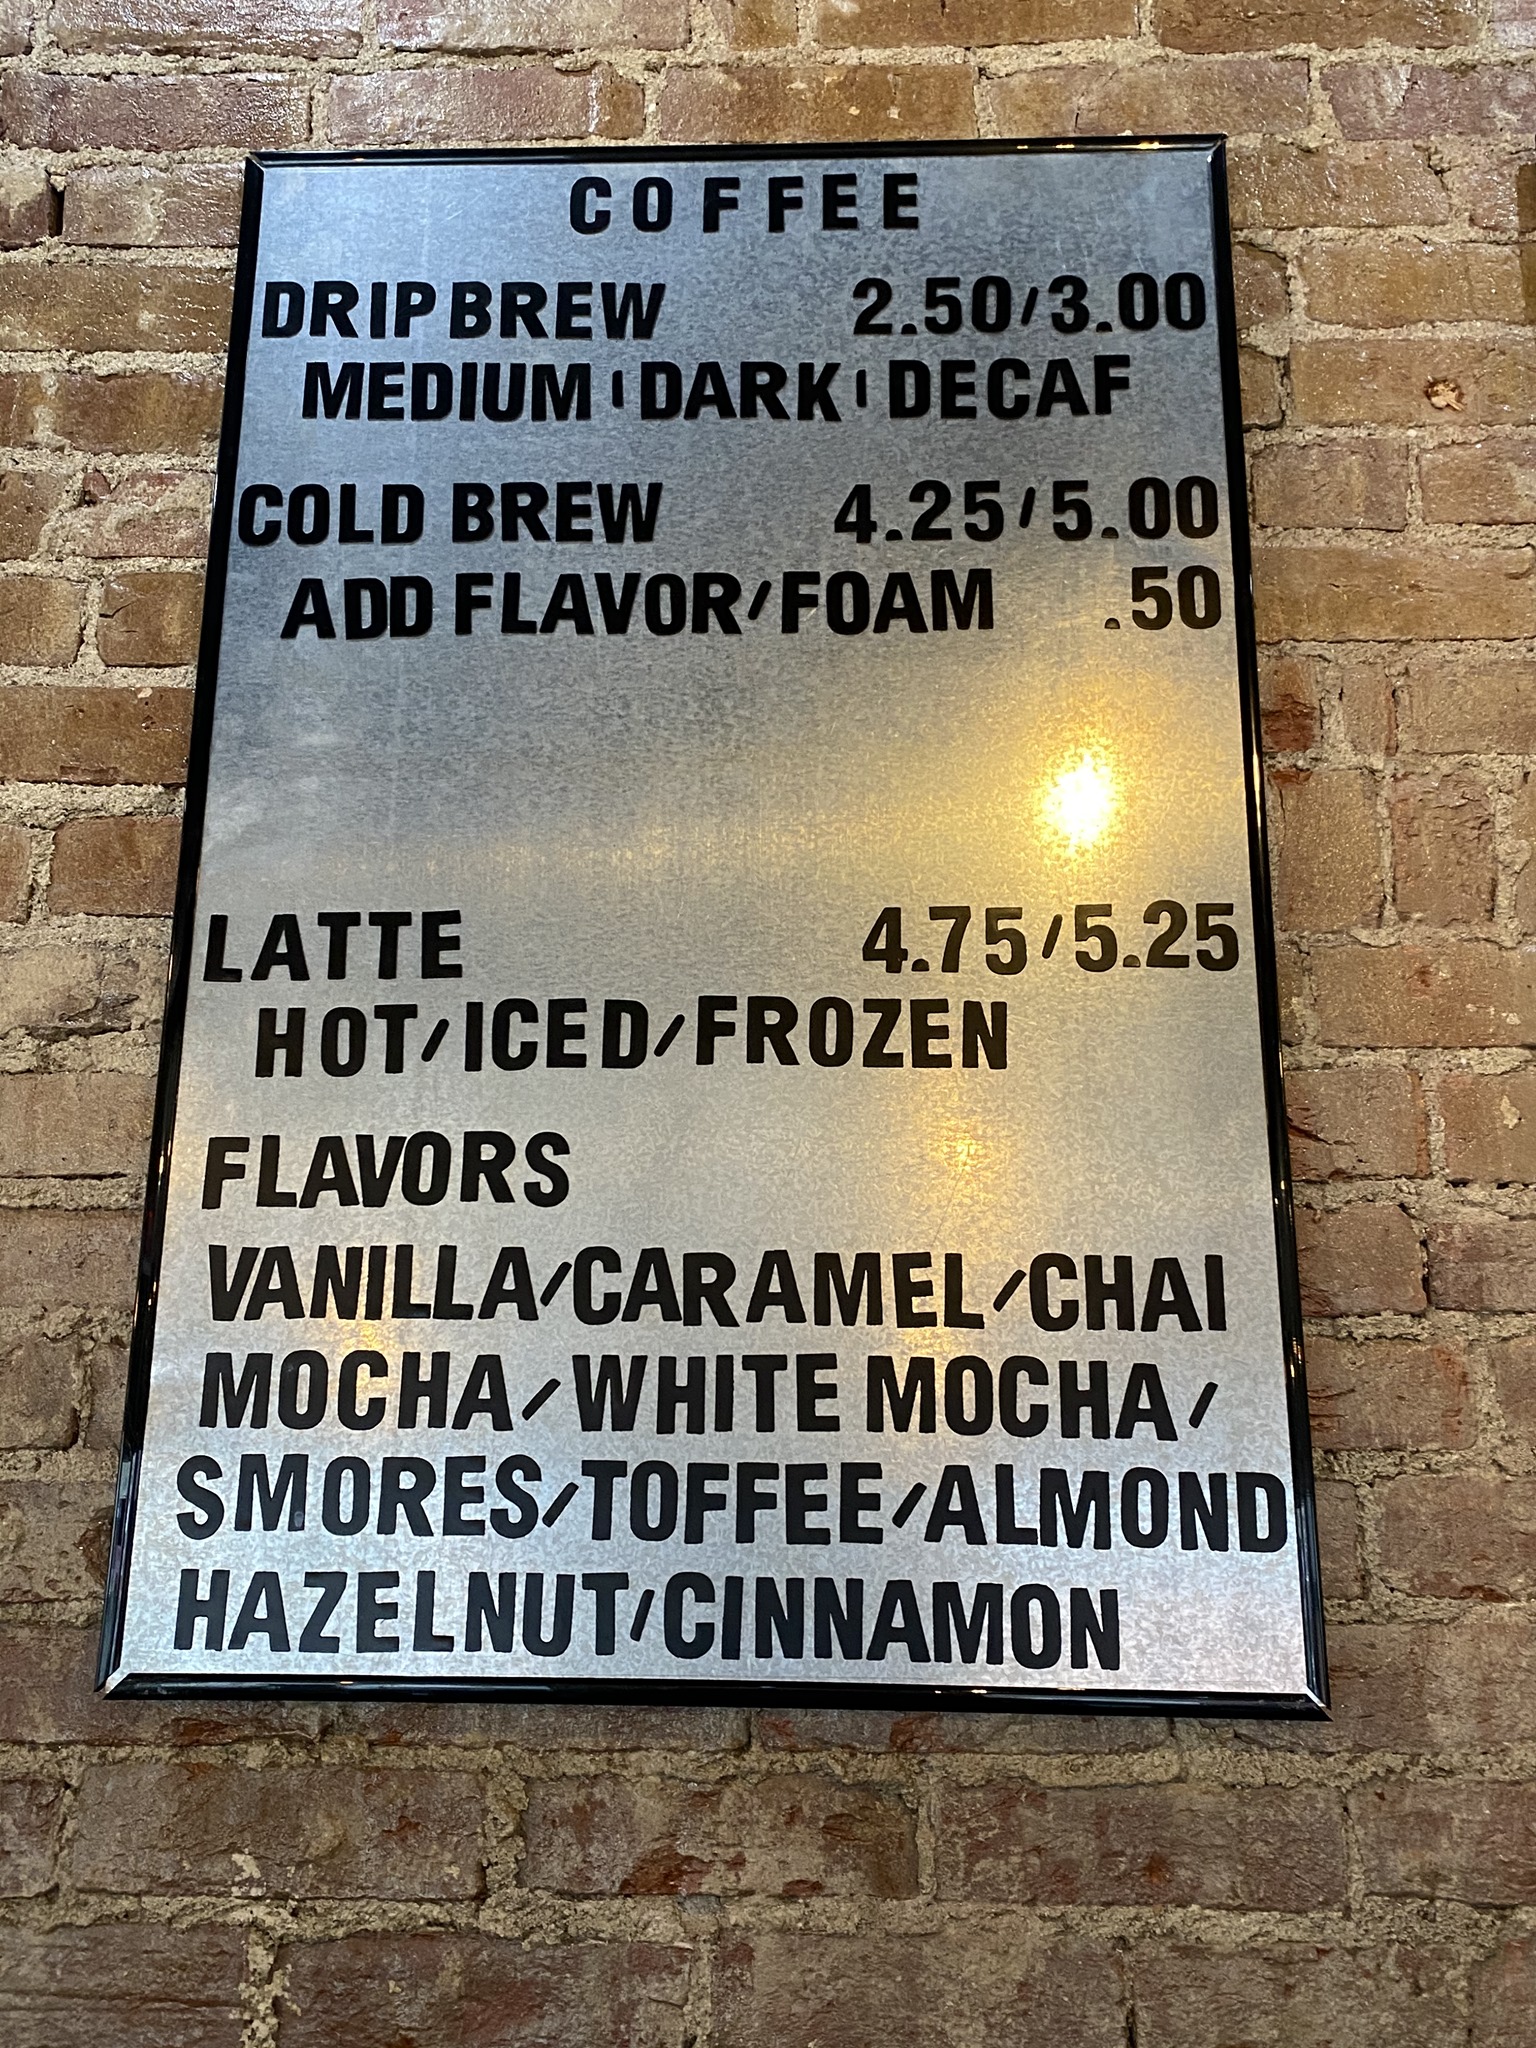 COFFEE
DRIP BREW 2.50/3.00
MEDIUM/DARK/DECAF
COLD BREW 4.25/5.00
ADD FLAVOR/FOAM .50
LATTE 4.75/5.25
HOT/ICED/FROZEN
FLAVORS
VANILLA/CARAMEL/CHAI
MOCHA/WHITE MOCHA/
SMORES/TOFFEE/ALMOND
HAZELNUT/CINNAMON